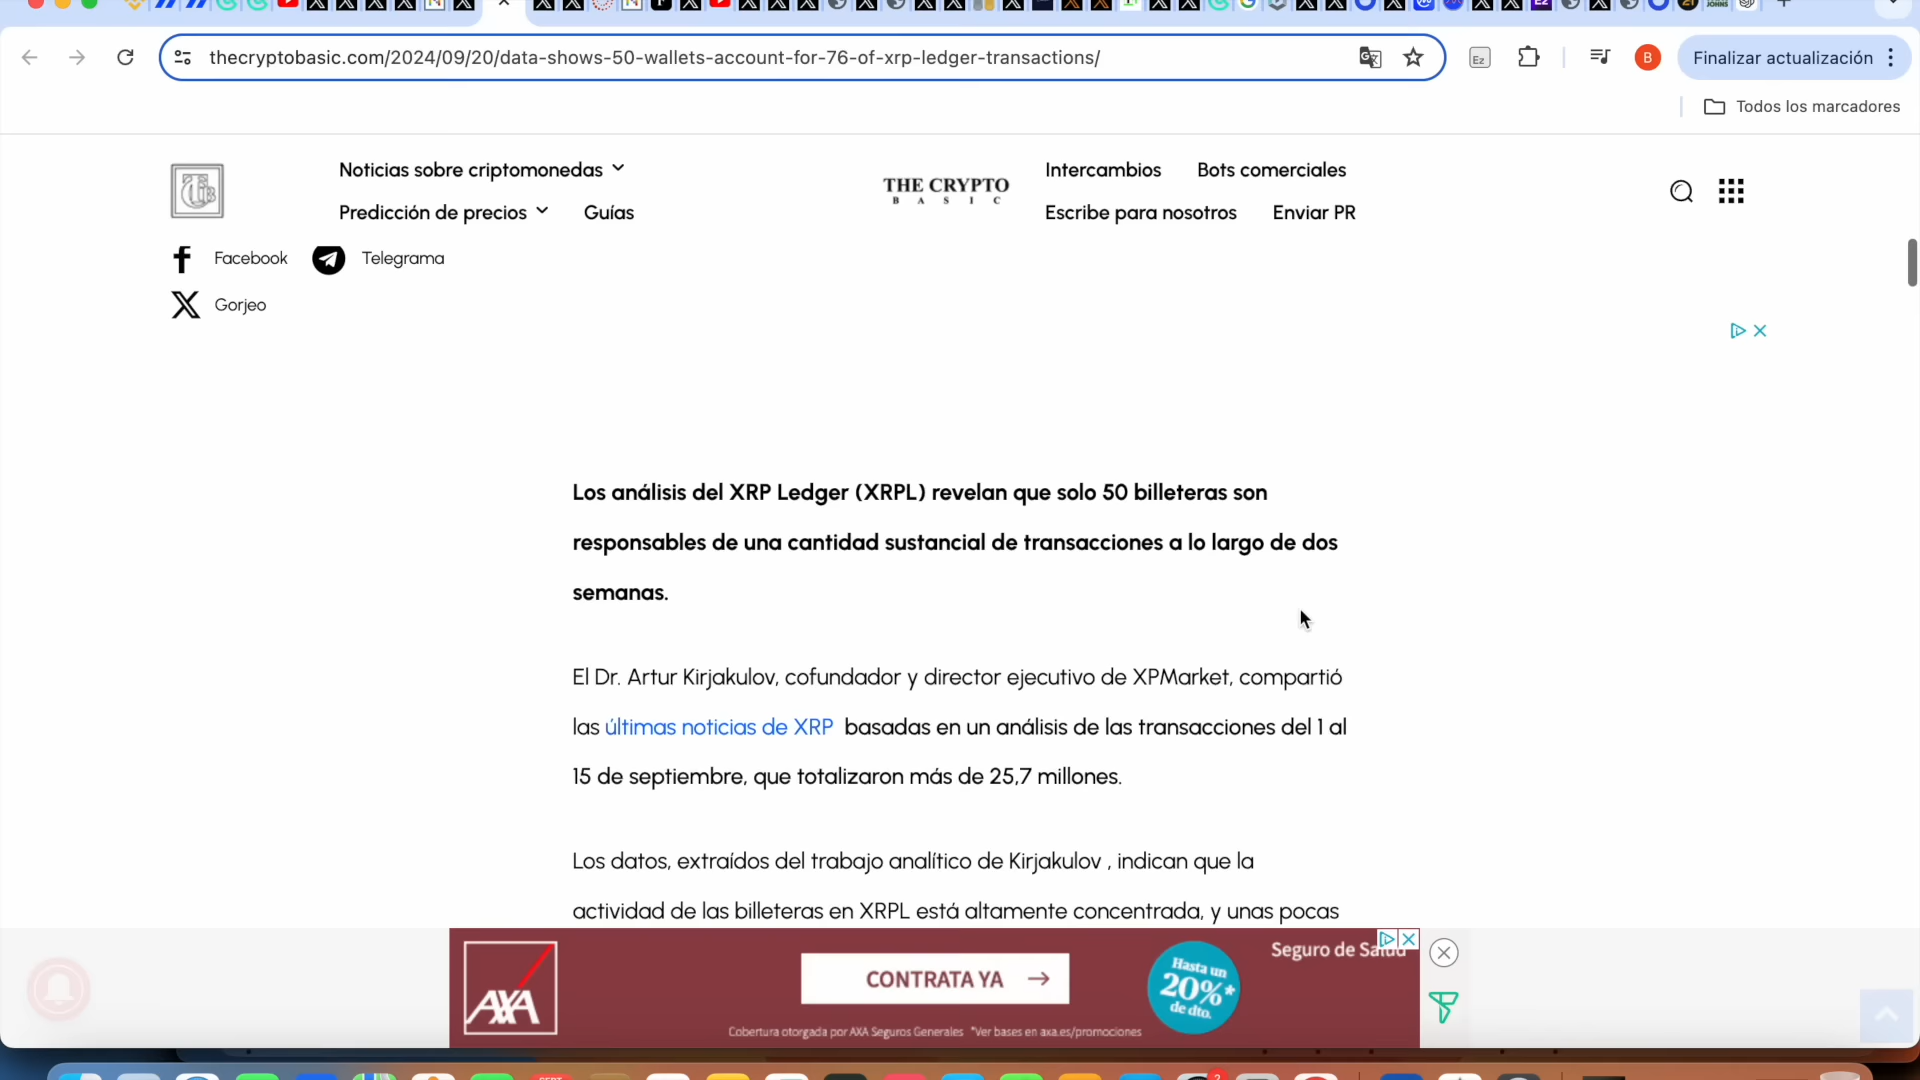 thecryptobasic.com/2024/09/20/data-shows-50-wallets-account-for-76-of-xrp-ledger-transactions/
Ez
B
Finalizar actualización
Todos los marcadores
Noticias sobre criptomonedas
Intercambios
Bots comerciales
THE CRYPTO
BASIC
Predicción de precios
Guías
Escribe para nosotros
Enviar PR
Facebook
Telegrama
Gorjeo
Los análisis del XRP Ledger (XRPL) revelan que solo 50 billeteras son
responsables de una cantidad sustancial de transacciones a lo largo de dos
semanas.
El Dr. Artur Kirjakulov, cofundador y director ejecutivo de XPMarket, compartió
las últimas noticias de XRP basadas en un análisis de las transacciones del 1 al
15 de septiembre, que totalizaron más de 25,7 millones.
Los datos, extraídos del trabajo analítico de Kirjakulov , indican que la
actividad de las billeteras en XRPL está altamente concentrada, y unas pocas
AXA
CONTRATA YA
Hasta un
20%*
de dto.
Seguro de Salud
Cobertura otorgada por AXA Seguros Generales *Ver bases en axa.es/promociones